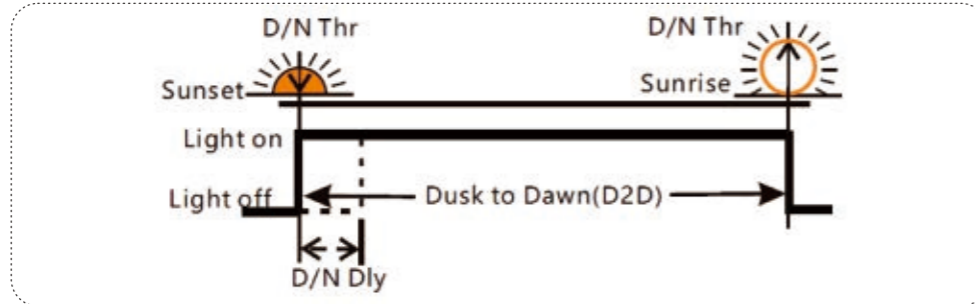 D/N Thr
D/N Thr
Sunset
Sunrise
Light on
Light off
Dusk to Dawn(D2D)
D/N Dly